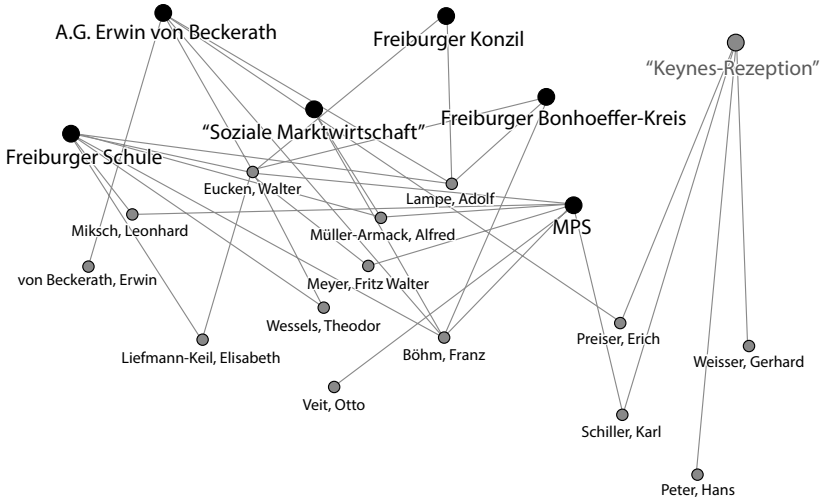 A.G. Erwin von Beckerath
Freiburger Konzil
“Keynes-Rezeption”
“Soziale Marktwirtschaft”
Freiburger Bonhoeffer-Kreis
Freiburger Schule
Eucken, Walter
Lampe, Adolf
Miksch, Leonhard
Müller-Armack, Alfred
MPS
von Beckerath, Erwin
Meyer, Fritz Walter
Wessels, Theodor
Preiser, Erich
Liefmann-Keil, Elisabeth
Böhm, Franz
Weisser, Gerhard
Veit, Otto
Schiller, Karl
Peter, Hans